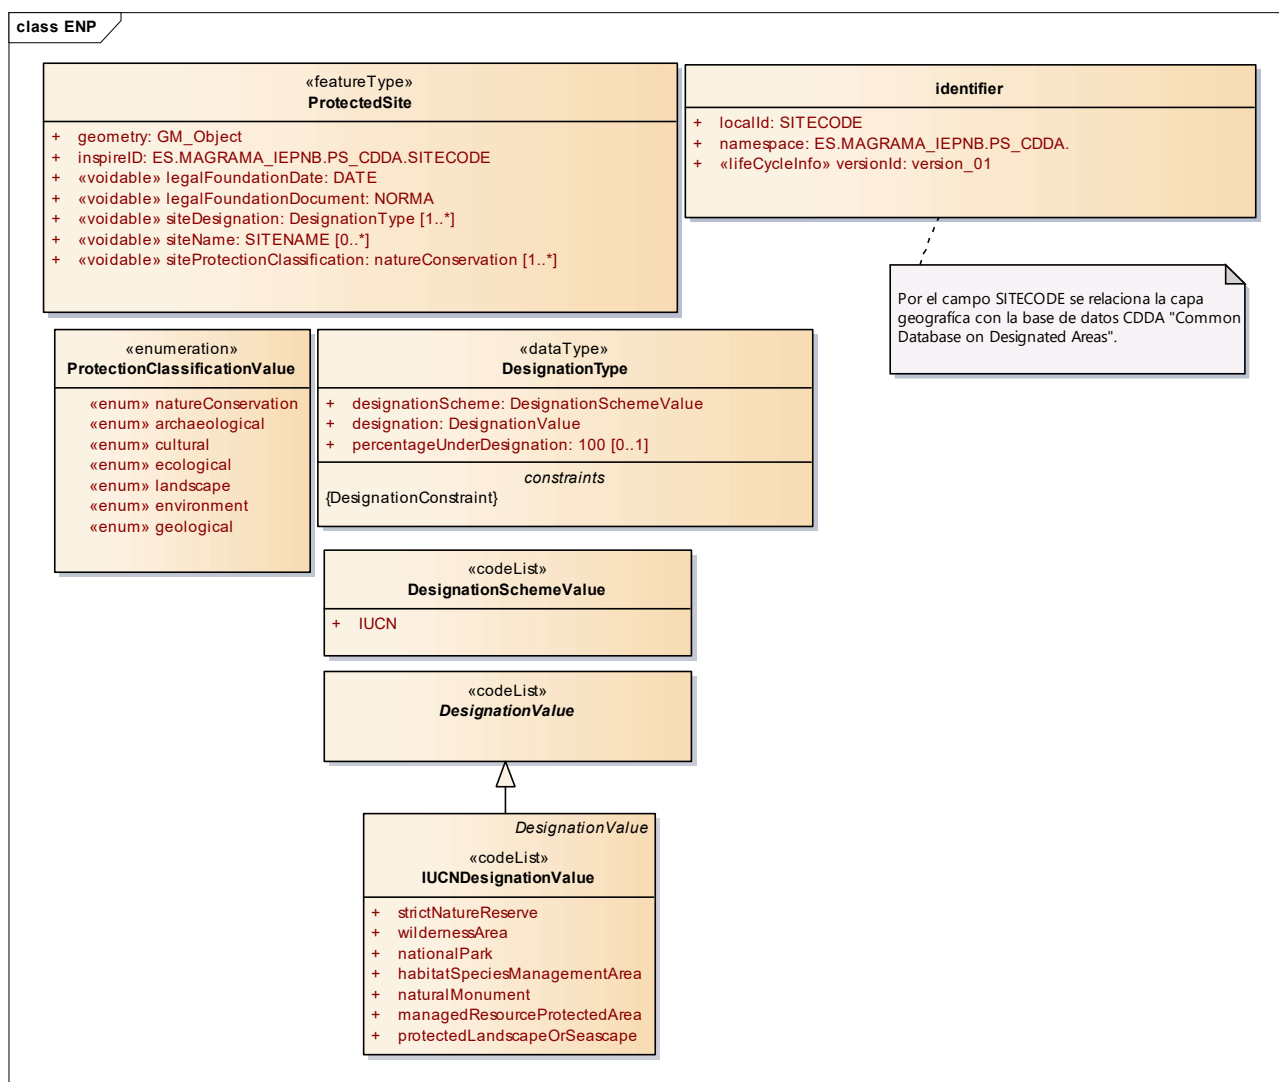 class ENP
«featureType»
ProtectedSite
+ geometry: GM_Object
+ inspireID: ES.MAGRAMA_IEPNB.PS_CDDA.SITECODE
+ «voidable» legalFoundationDate: DATE
+ «voidable» legalFoundationDocument: NORMA
+ «voidable» siteDesignation: DesignationType [1..*]
+ «voidable» siteName: SITENAME [0..*]
+ «voidable» siteProtectionClassification: natureConservation [1..*]
identifier
+ localId: SITECODE
+ namespace: ES.MAGRAMA_IEPNB.PS_CDDA.
+ «lifeCycleInfo» versionId: version_01
Por el campo SITECODE se relaciona la capa
geografíca con la base de datos CDDA "Common
Database on Designated Areas".
«enumeration»
ProtectionClassificationValue
«enum» natureConservation
«enum» archaeological
«enum» cultural
«enum» ecological
«enum» landscape
«enum» environment
«enum» geological
«dataType»
DesignationType
+ designationScheme: DesignationSchemeValue
+ designation: DesignationValue
+ percentageUnderDesignation: 100 [0..1]
constraints
{DesignationConstraint}
«codeList»
DesignationSchemeValue
+ IUCN
«codeList»
DesignationValue
DesignationValue
«codeList»
IUCNDesignationValue
+ strictNatureReserve
+ wildernessArea
+ nationalPark
+ habitatSpeciesManagementArea
+ naturalMonument
+ managedResourceProtectedArea
+ protectedLandscapeOrSeascape